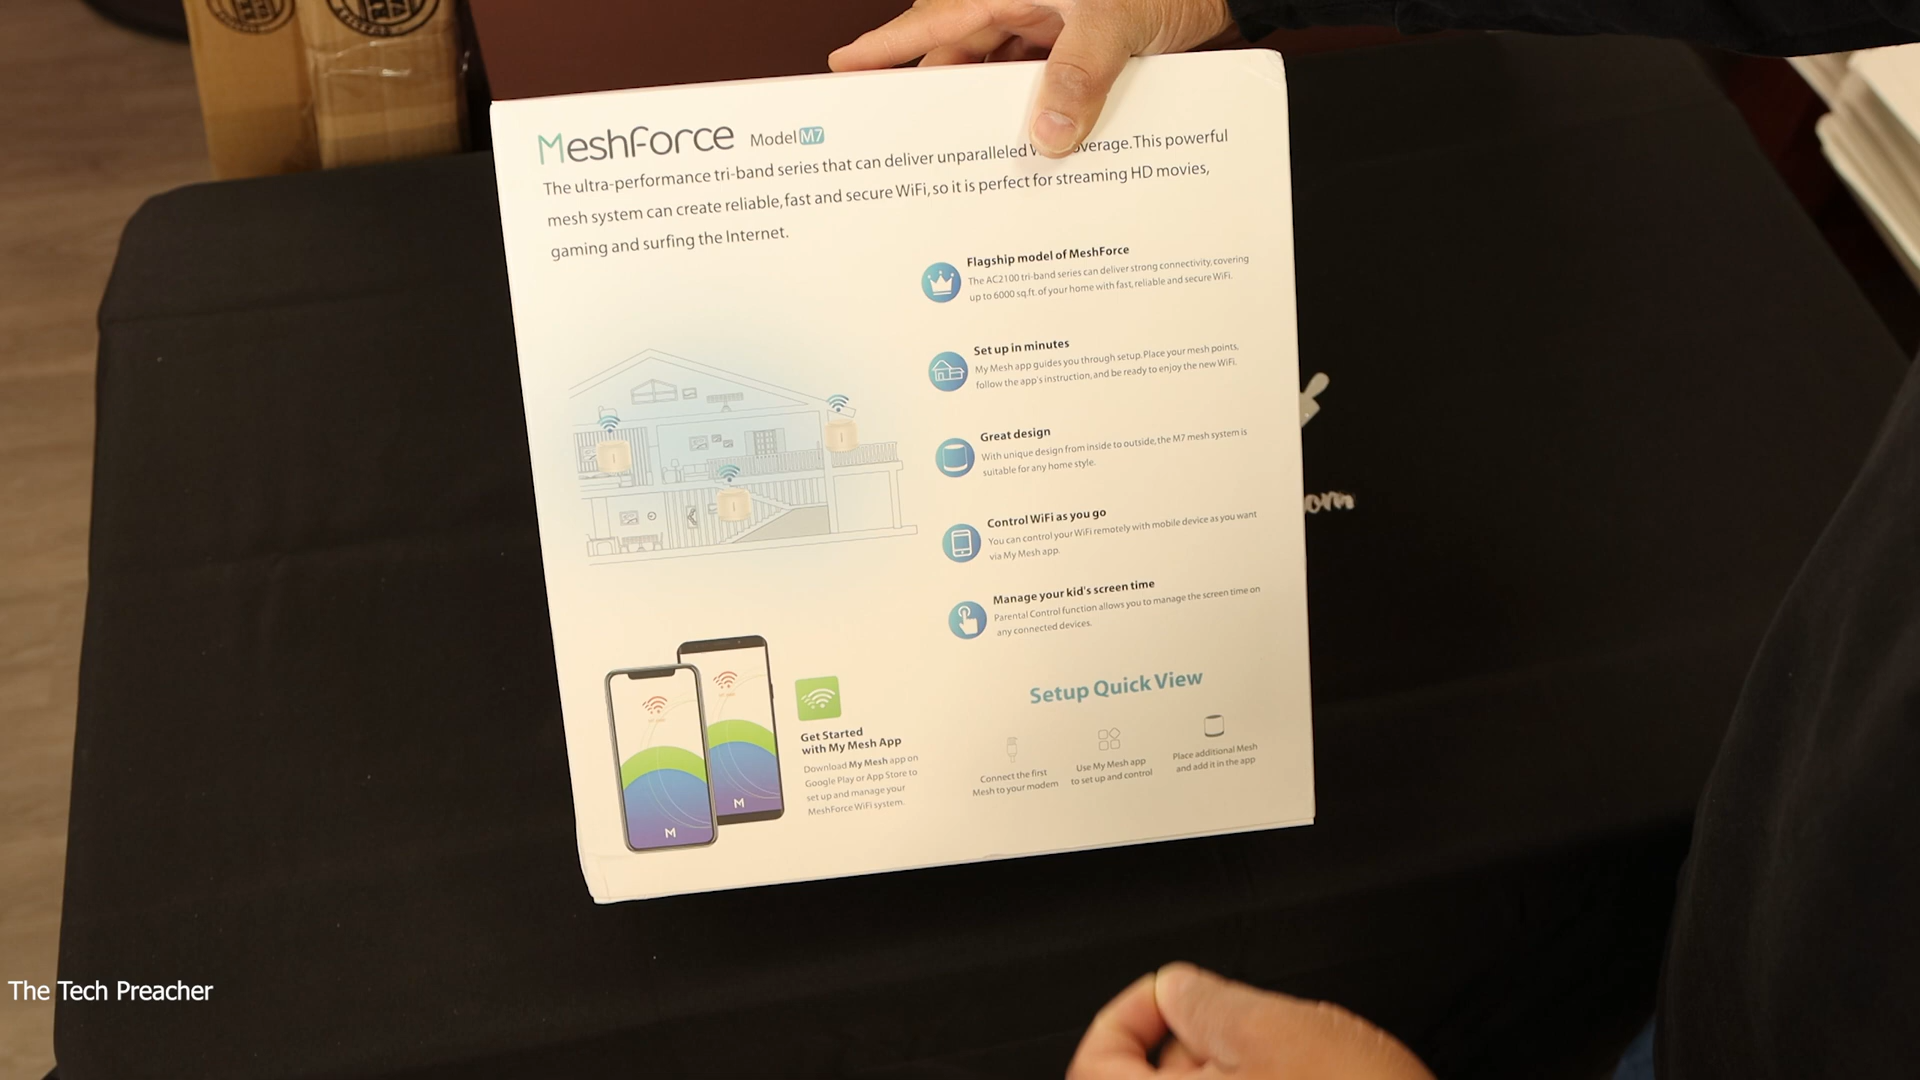 MeshForce Model M7
The ultra-performance tri-band series that can deliver unparalleled verage. This powerful
mesh system can create reliable, fast and secure WiFi, so it is perfect for streaming HD movies,
gaming and surfing the Internet.
Flagship model of MeshForce
The AC2100 tri-band series can deliver strong connectivity, covering
up to 6000 sq.ft. of your home with fast, reliable and secure WiFi.
Set up in minutes
My Mesh app guides you through setup. Place your mesh points,
follow the app's instruction, and be ready to enjoy the new WiFi.
Great design
With unique design from inside to outside, the M7 mesh system is
suitable for any home style.
Control WiFi as you go
You can control your WiFi remotely with mobile device as you want
via My Mesh app.
Manage your kid's screen time
Parental Control function allows you to manage the screen time on
any connected devices.
M
M
Get Started
with My Mesh App
Download My Mesh app on
Google Play or App Store to
set up and manage your
MeshForce WiFi system.
Setup Quick View
Connect the first
Mesh to your modem
Use My Mesh app
to set up and control
Place additional Mesh
and add it in the app
om
The Tech Preacher